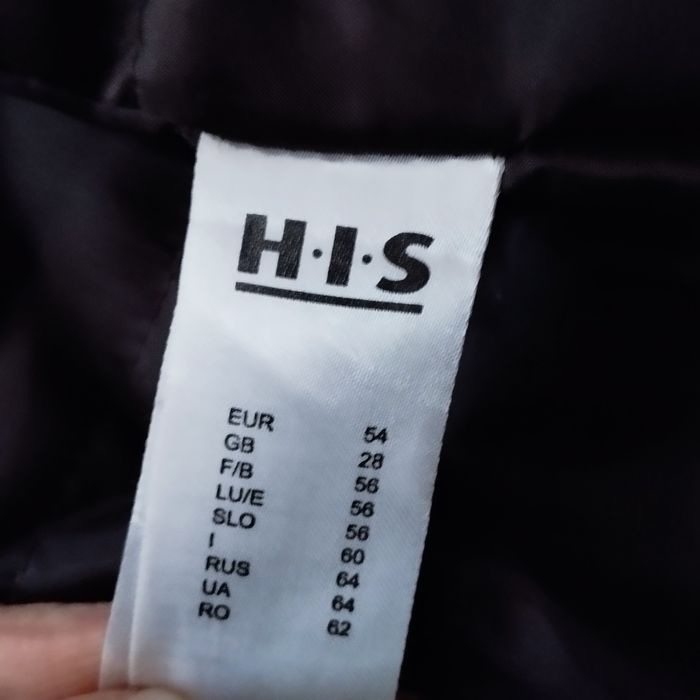 H·I·S
EUR 54
GB 28
F/B 56
LU/E 56
SLO 56
I 60
RUS 64
UA 64
RO 62